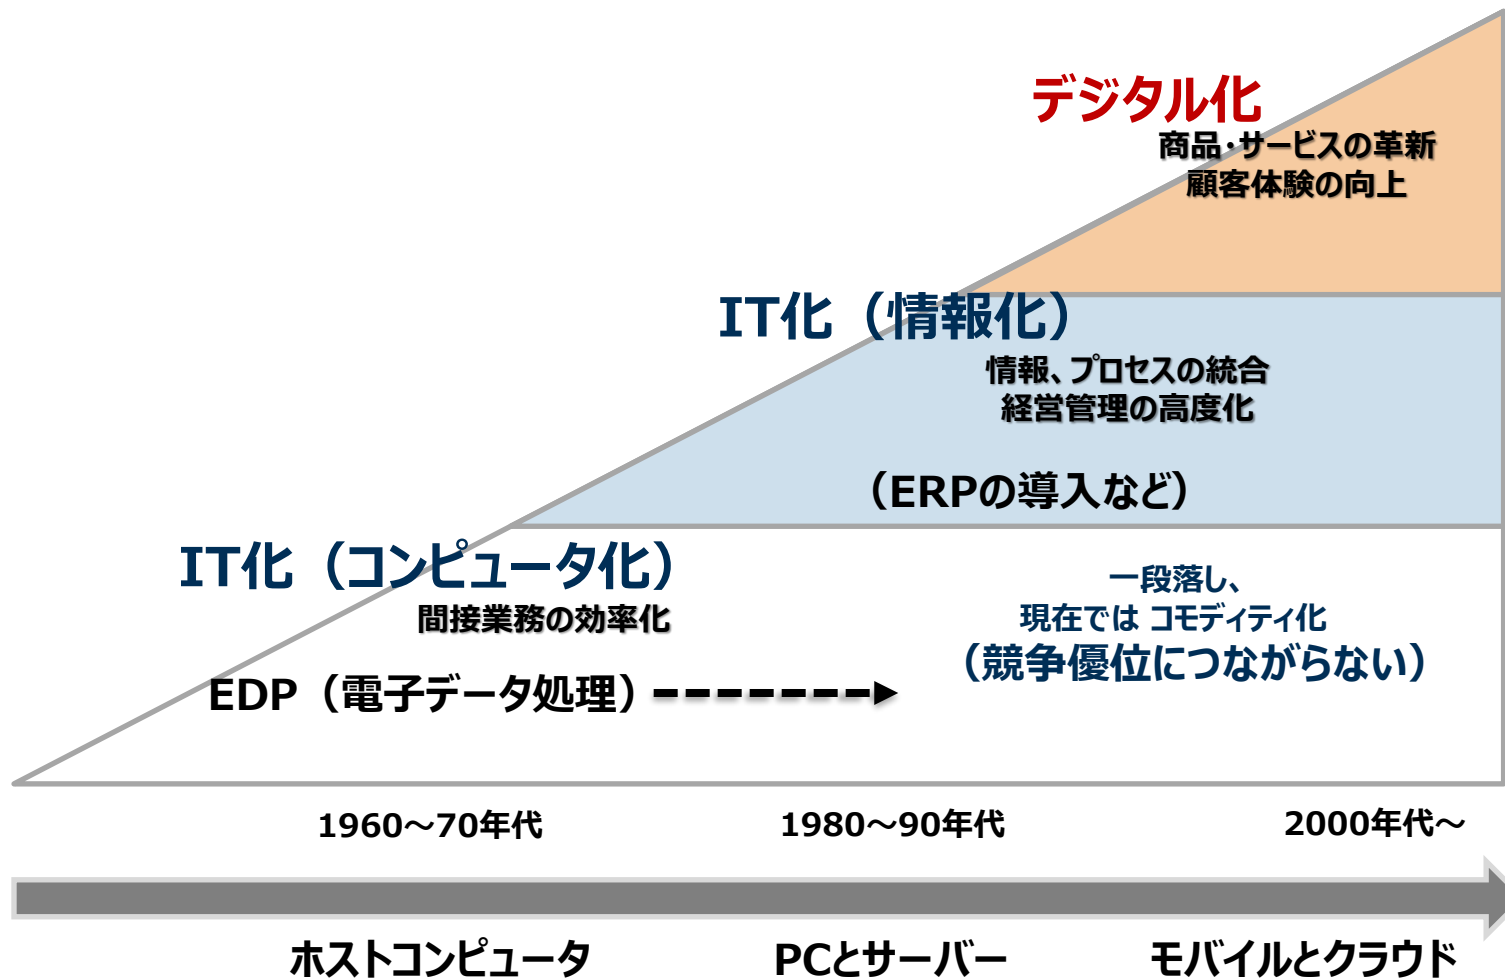 デジタル化
商品・サービスの革新
顧客体験の向上
IT化（情報化）
情報、プロセスの統合
経営管理の高度化
（ERPの導入など）
IT化（コンピュータ化）
間接業務の効率化
EDP（電子データ処理）
一段落し、
現在では コモディティ化
（競争優位につながらない）
1960～70年代
1980～90年代
2000年代～
ホストコンピュータ
PCとサーバー
モバイルとクラウド